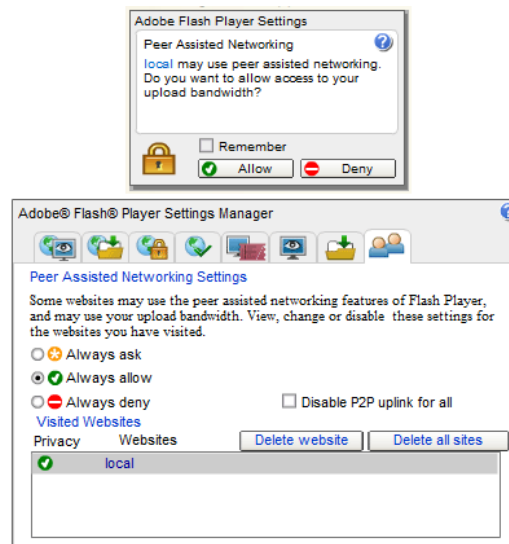 Adobe Flash Player Settings
Peer Assisted Networking
local may use peer assisted networking.
Do you want to allow access to your
upload bandwidth?
Remember
Allow Deny
Adobe® Flash® Player Settings Manager
Peer Assisted Networking Settings
Some websites may use the peer assisted networking features of Flash Player,
and may use your upload bandwidth. View, change or disable these settings for
the websites you have visited.
Always ask
Always allow
Always deny Disable P2P uplink for all
Visited Websites
Privacy Websites Delete website Delete all sites
local